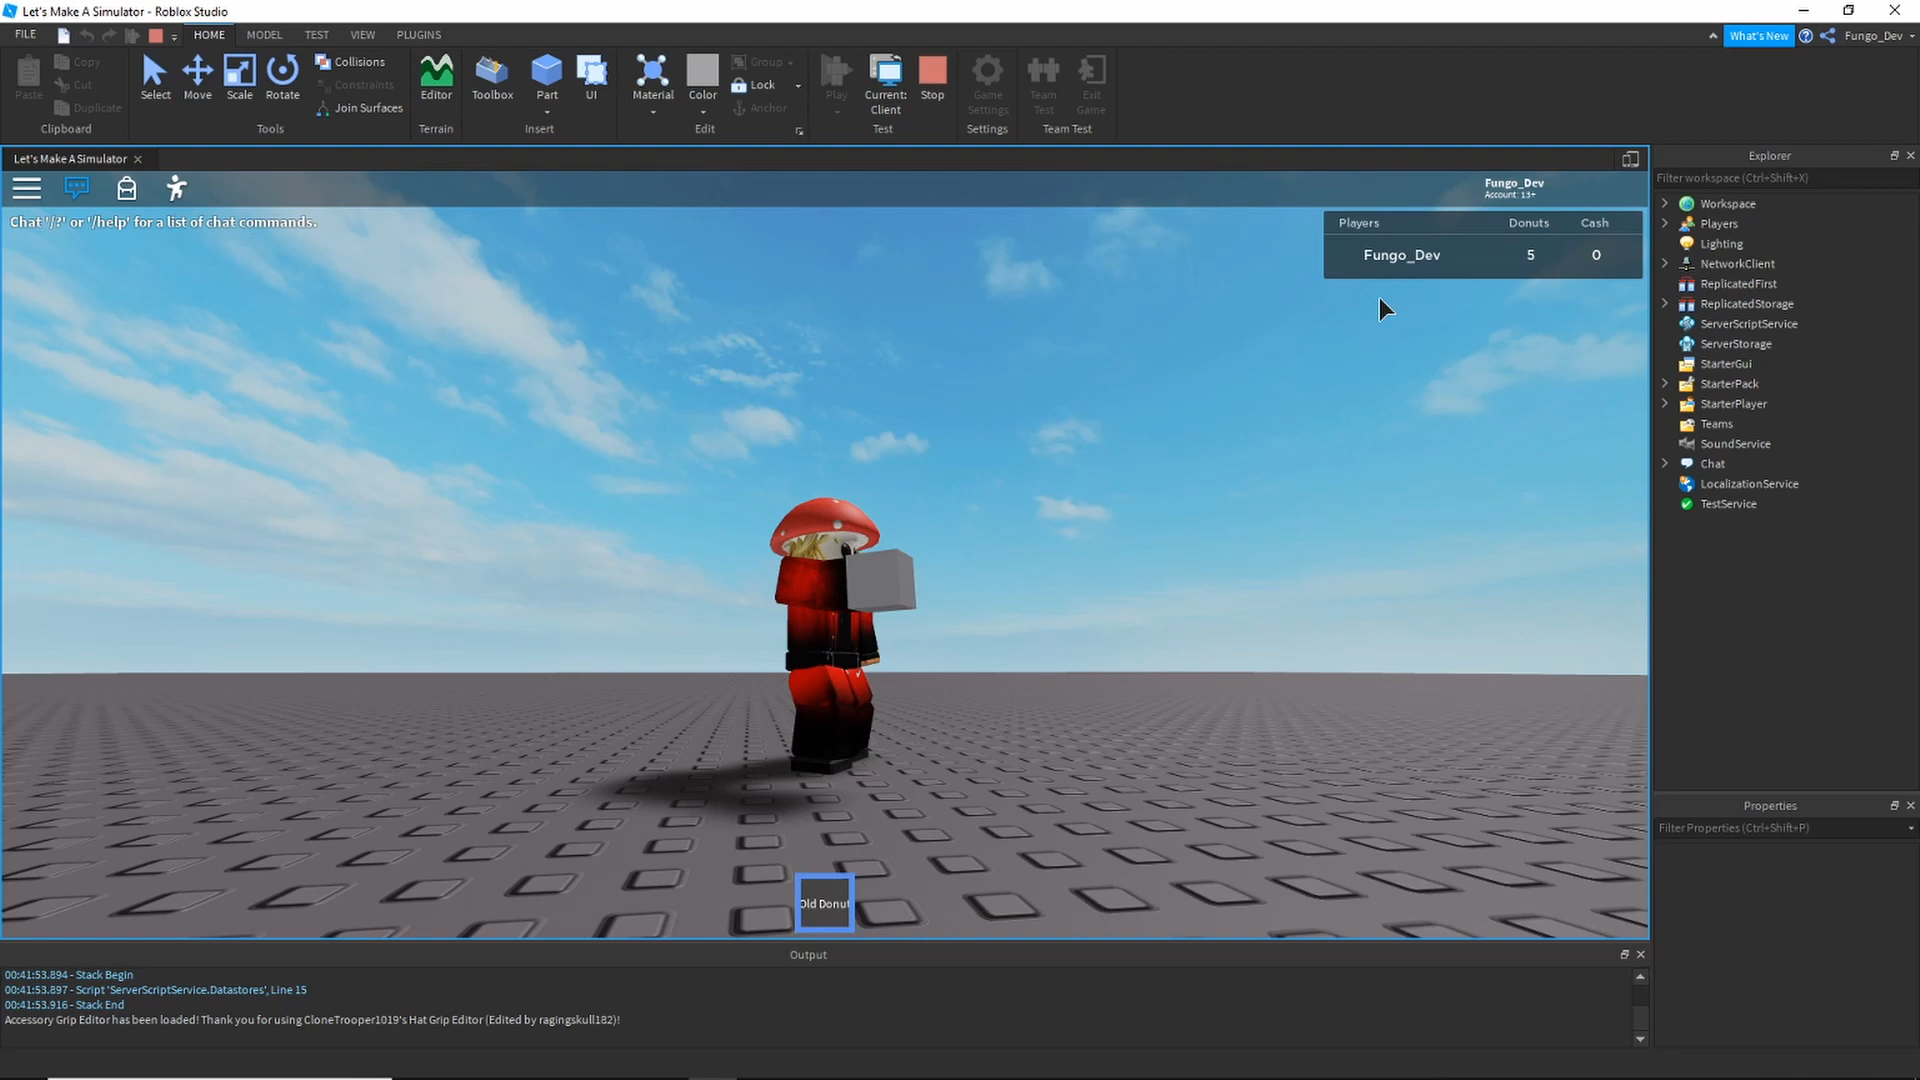 Let's Make A Simulator - Roblox Studio
FILE HOME MODEL TEST VIEW PLUGINS What's New Fungo_Dev
Paste Copy Cut Duplicate
Select Move Scale Rotate Collisions Constraints Join Surfaces
Editor Toolbox Part UI
Material Color Group Lock Anchor
Play Current: Client Stop
Game Settings Team Test Exit Game
Clipboard Tools Terrain Insert Edit Test Settings Team Test
Let's Make A Simulator
Fungo_Dev
Account: 13+
Chat '/?' or '/help' for a list of chat commands.
Players Donuts Cash
Fungo_Dev 5 0
Old Donut
Explorer
Filter workspace (Ctrl+Shift+X)
Workspace
Players
Lighting
NetworkClient
ReplicatedFirst
ReplicatedStorage
ServerScriptService
ServerStorage
StarterGui
StarterPack
StarterPlayer
Teams
SoundService
Chat
LocalizationService
TestService
Properties
Filter Properties (Ctrl+Shift+P)
Output
00:41:53.894 - Stack Begin
00:41:53.897 - Script 'ServerScriptService.Datastores', Line 15
00:41:53.916 - Stack End
Accessory Grip Editor has been loaded! Thank you for using CloneTrooper1019's Hat Grip Editor (Edited by ragingskull182)!